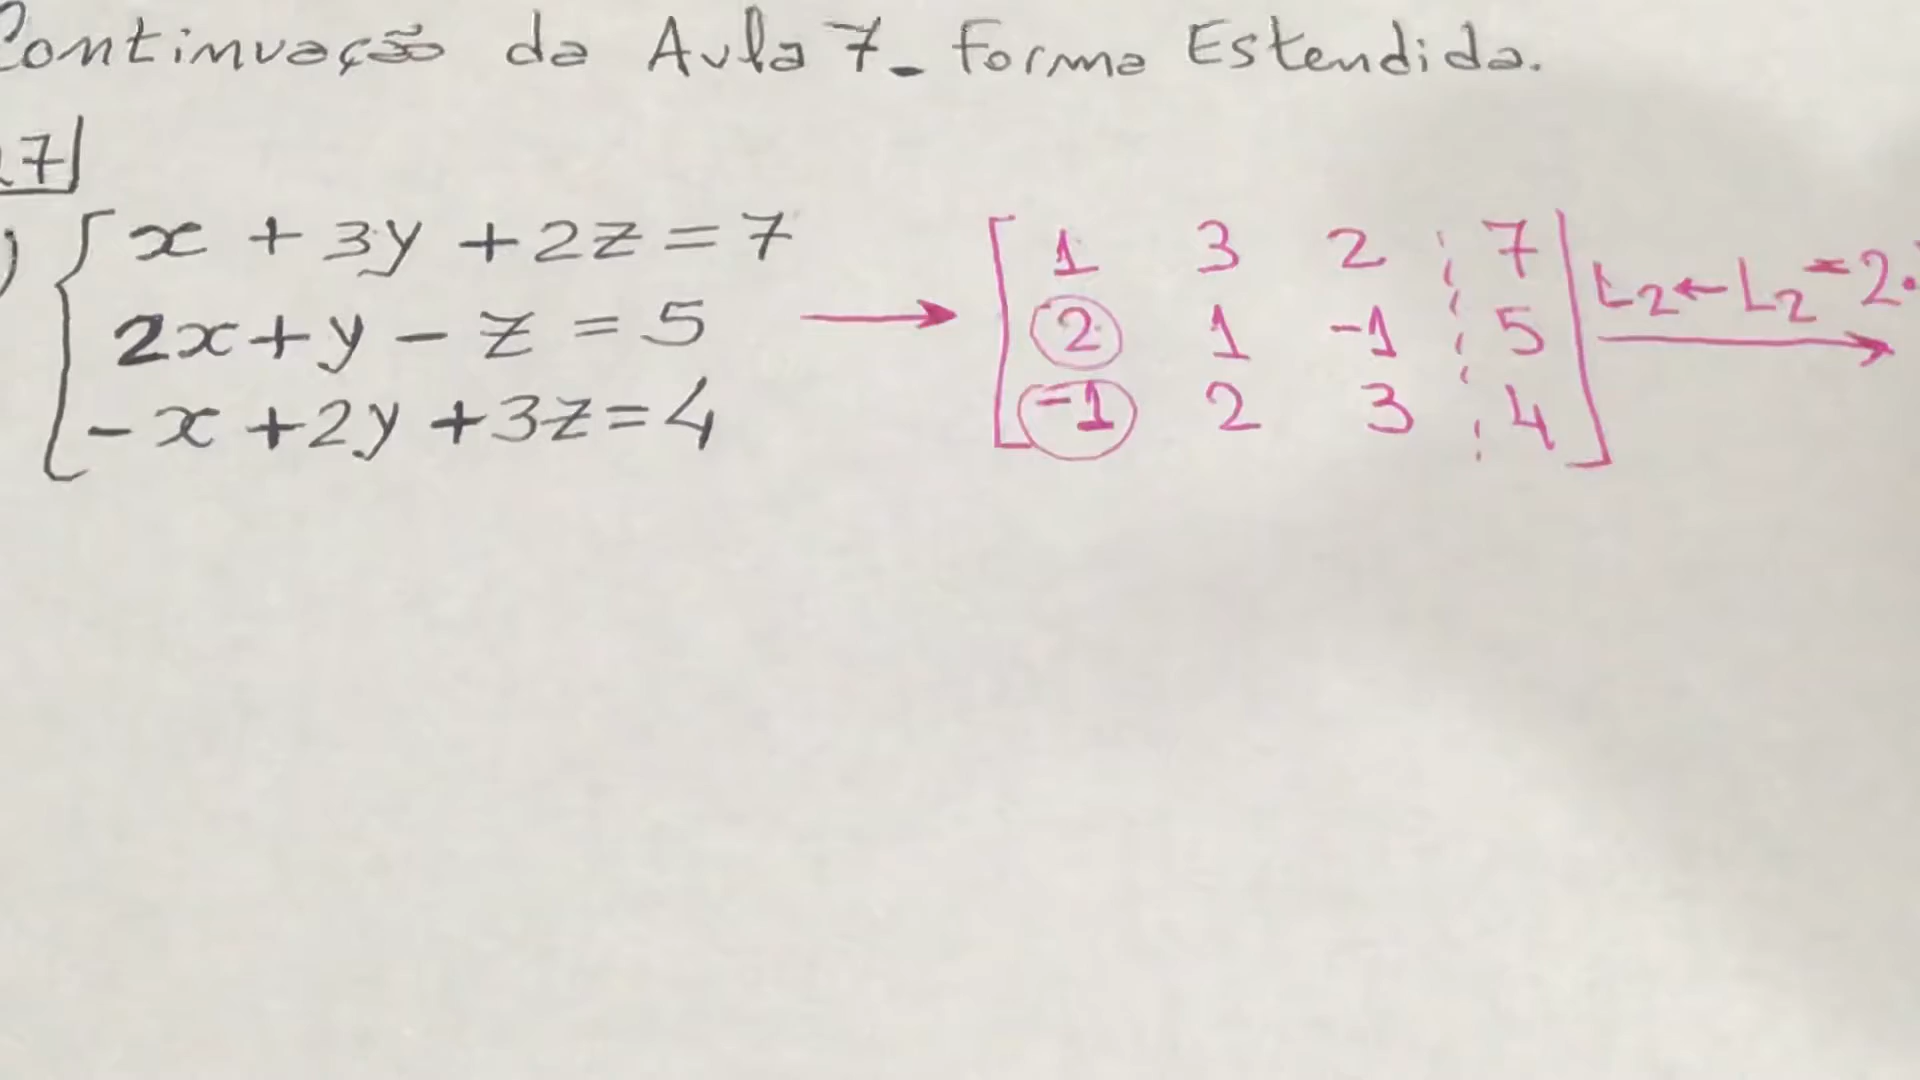 Continuação da Aula 7 - Forma Estendida.
7
x + 3y + 2z = 7
2x + y - z = 5
-x + 2y + 3z = 4
1 3 2 7
2 1 -1 5
-1 2 3 4
L2 ← L2 - 2.